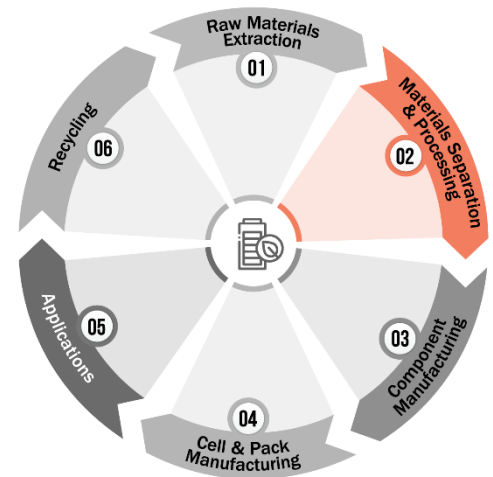 Raw Materials
Extraction
01
Materials Separation
& Processing
02
03
Component
Manufacturing
04
Cell & Pack
Manufacturing
05
Applications
06
Recycling